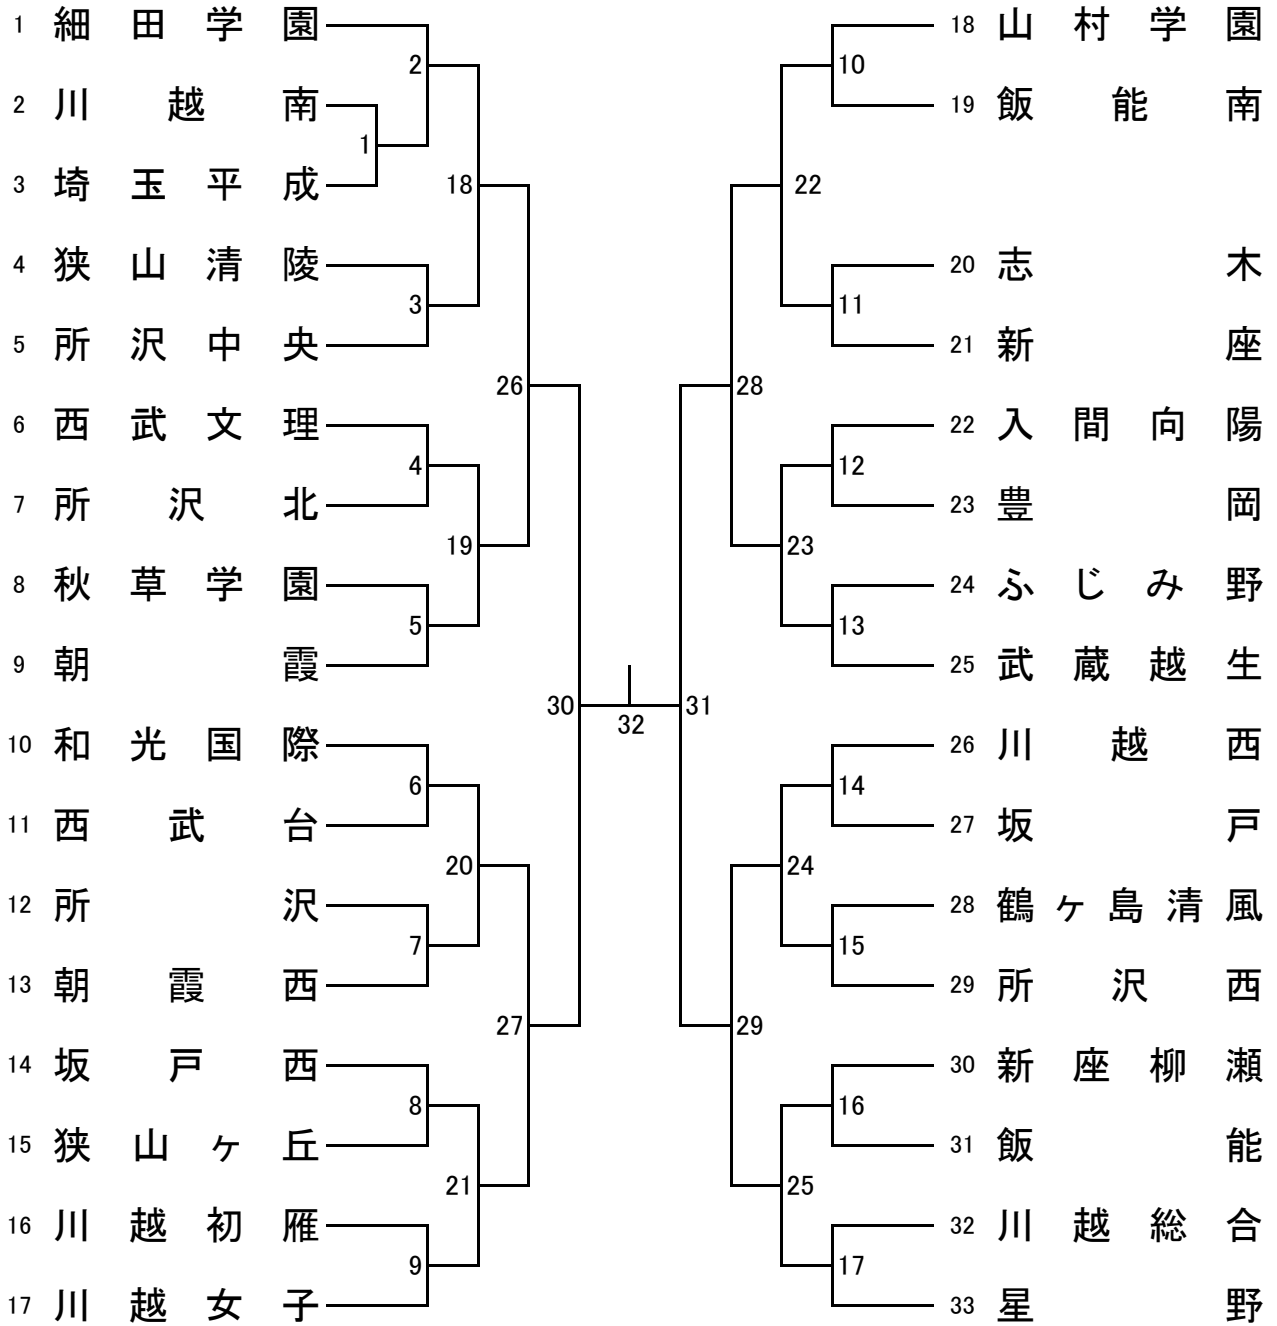 1 細田学園
2 川越南
3 埼玉平成
4 狭山清陵
5 所沢中央
6 西武文理
7 所沢北
8 秋草学園
9 朝霞
10 和光国際
11 西武台
12 所沢
13 朝霞西
14 坂戸西
15 狭山ヶ丘
16 川越初雁
17 川越女子
2
1
18
3
26
4
19
5
30
6
20
7
27
8
21
9
32
31
28
29
10
22
11
12
23
13
14
24
15
16
25
17
18 山村学園
19 飯能南
20 志木
21 新座
22 入間向陽
23 豊岡
24 ふじみ野
25 武蔵越生
26 川越西
27 坂戸
28 鶴ヶ島清風
29 所沢西
30 新座柳瀬
31 飯能
32 川越総合
33 星野